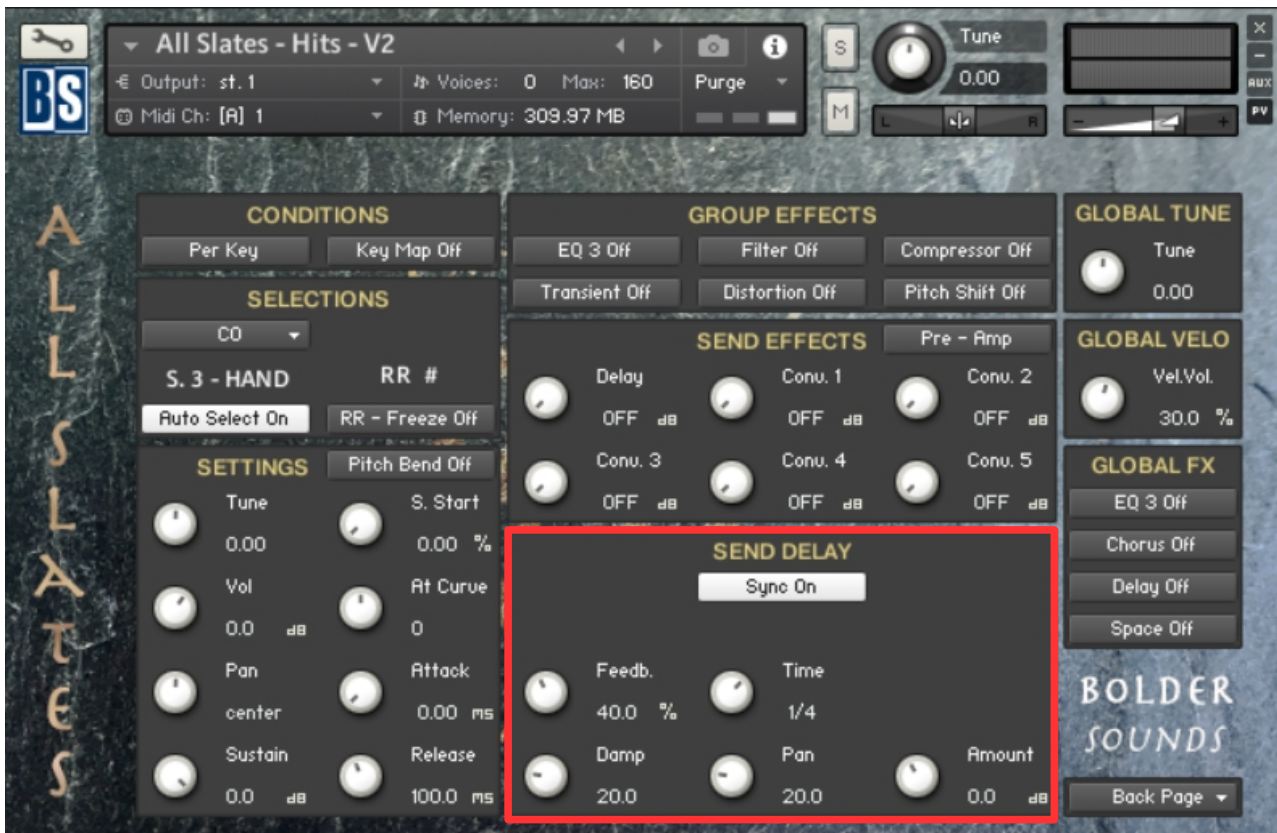 All Slates - Hits - V2
S
Tune
0.00
X
-
AUX
PV
BS
Output: st. 1
Voices: 0 Max: 160
Purge
Midi Ch: [A] 1
Memory: 309.97 MB
M
L
R
-
+
ALL SLATES
CONDITIONS
Per Key
Key Map Off
SELECTIONS
C0
S. 3 - HAND
RR #
Auto Select On
RR - Freeze Off
SETTINGS
Pitch Bend Off
Tune
0.00
S. Start
0.00 %
Vol
0.0 dB
At Curve
0
Pan
center
Attack
0.00 ms
Sustain
0.0 dB
Release
100.0 ms
GROUP EFFECTS
EQ 3 Off
Filter Off
Compressor Off
Transient Off
Distortion Off
Pitch Shift Off
SEND EFFECTS
Pre - Amp
Delay
OFF dB
Conv. 1
OFF dB
Conv. 2
OFF dB
Conv. 3
OFF dB
Conv. 4
OFF dB
Conv. 5
OFF dB
SEND DELAY
Sync On
Feedb.
40.0 %
Time
1/4
Damp
20.0
Pan
20.0
Amount
0.0 dB
GLOBAL TUNE
Tune
0.00
GLOBAL VELO
Vel.Vol.
30.0 %
GLOBAL FX
EQ 3 Off
Chorus Off
Delay Off
Space Off
BOLDER
SOUNDS
Back Page